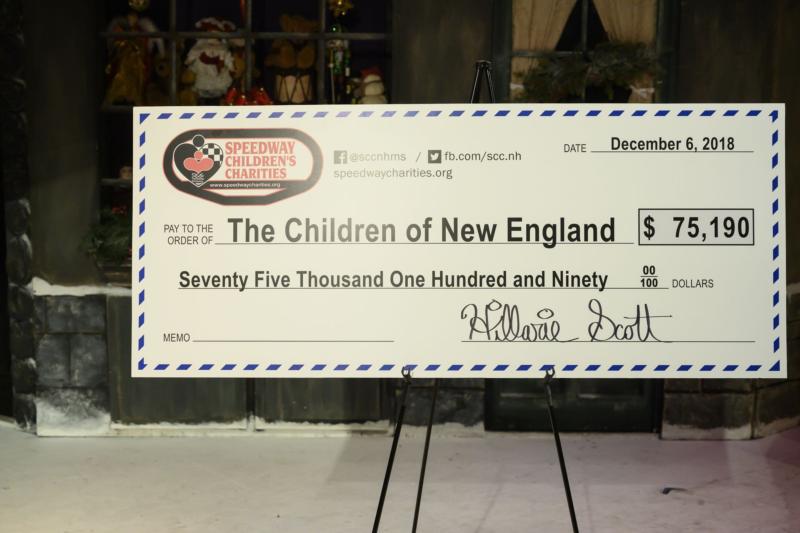 SPEEDWAY
CHILDREN'S
CHARITIES
www.speedwaycharities.org
@sccnhms / fb.com/scc.nh
speedwaycharities.org
DATE December 6, 2018
PAY TO THE
ORDER OF The Children of New England $ 75,190
Seventy Five Thousand One Hundred and Ninety 00/100 DOLLARS
MEMO Hillarie Scott